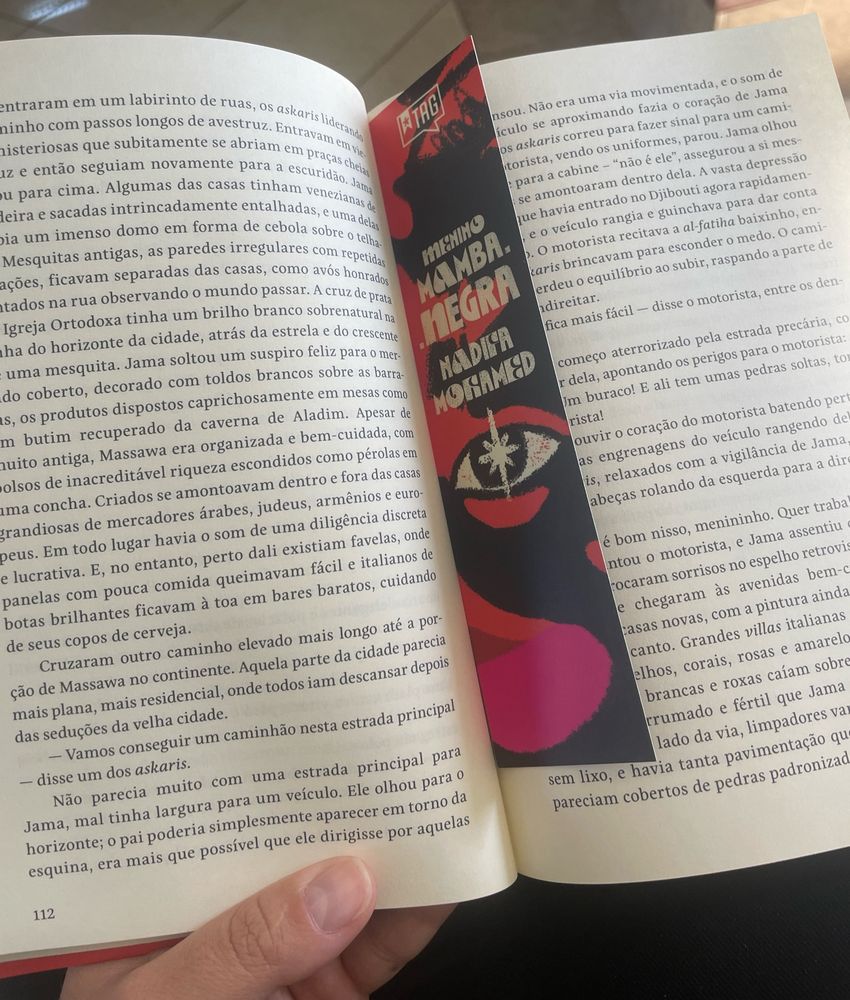 entraram em um labirinto de ruas, os askaris liderando
minho com passos longos de avestruz. Entravam em
misteriosas que subitamente se abriam em praças cheias
uz e então seguiam novamente para a escuridão. Jama
ou para cima. Algumas das casas tinham venezianas de
deira e sacadas intrincadamente entalhadas, e uma delas
bia um imenso domo em forma de cebola sobre o telha-
Mesquitas antigas, as paredes irregulares com repetidas
ações, ficavam separadas das casas, como avós honrados
ntados na rua observando o mundo passar. A cruz de prata
Igreja Ortodoxa tinha um brilho branco sobrenatural na
nha do horizonte da cidade, atrás da estrela e do crescente
e uma mesquita. Jama soltou um suspiro feliz para o mer-
do coberto, decorado com toldos brancos sobre as barra-
as, os produtos dispostos caprichosamente em mesas como
m butim recuperado da caverna de Aladim. Apesar de
muito antiga, Massawa era organizada e bem-cuidada, com
bolsos de inacreditável riqueza escondidos como pérolas em
uma concha. Criados se amontoavam dentro e fora das casas
grandiosas de mercadores árabes, judeus, armênios e euro-
peus. Em todo lugar havia o som de uma diligência discreta
e lucrativa. E, no entanto, perto dali existiam favelas, onde
panelas com pouca comida queimavam fácil e italianos de
botas brilhantes ficavam à toa em bares baratos, cuidando
de seus copos de cerveja.
Cruzaram outro caminho elevado mais longo até a por-
ção de Massawa no continente. Aquela parte da cidade parecia
mais plana, mais residencial, onde todos iam descansar depois
das seduções da velha cidade.
— Vamos conseguir um caminhão nesta estrada principal
— disse um dos askaris.
Não parecia muito com uma estrada principal para
Jama, mal tinha largura para um veículo. Ele olhou para o
horizonte; o pai poderia simplesmente aparecer em torno da
esquina, era mais que possível que ele dirigisse por aquelas
112
TAG
MENINO
MAMBA-
-NEGRA
NADIFA
MOHAMED
nsou. Não era uma via movimentada, e o som de
ículo se aproximando fazia o coração de Jama
os askaris correu para fazer sinal para um cami-
otorista, vendo os uniformes, parou. Jama olhou
para a cabine – “não é ele”, assegurou a si mes-
se amontoaram dentro dela. A vasta depressão
que havia entrado no Djibouti agora rapidamen-
e o veículo rangia e guinchava para dar conta
o. O motorista recitava a al-fatiha baixinho, en-
karis brincavam para esconder o medo. O cami-
erdeu o equilíbrio ao subir, raspando a parte de
ndireitar.
fica mais fácil — disse o motorista, entre os den-
começo aterrorizado pela estrada precária, co
r dela, apontando os perigos para o motorista:
Um buraco! E ali tem umas pedras soltas, tor
rista!
ouvir o coração do motorista batendo pert
as engrenagens do veículo rangendo del
is, relaxados com a vigilância de Jama,
abeças rolando da esquerda para a dire
é bom nisso, menininho. Quer traba
ntou o motorista, e Jama assentiu
rocaram sorrisos no espelho retrovis
e chegaram às avenidas bem-c
casas novas, com a pintura ainda
canto. Grandes villas italianas
elhos, corais, rosas e amarelo
brancas e roxas caíam sobre
rrumado e fértil que Jama
lado da via, limpadores var
sem lixo, e havia tanta pavimentação que
pareciam cobertos de pedras padronizad